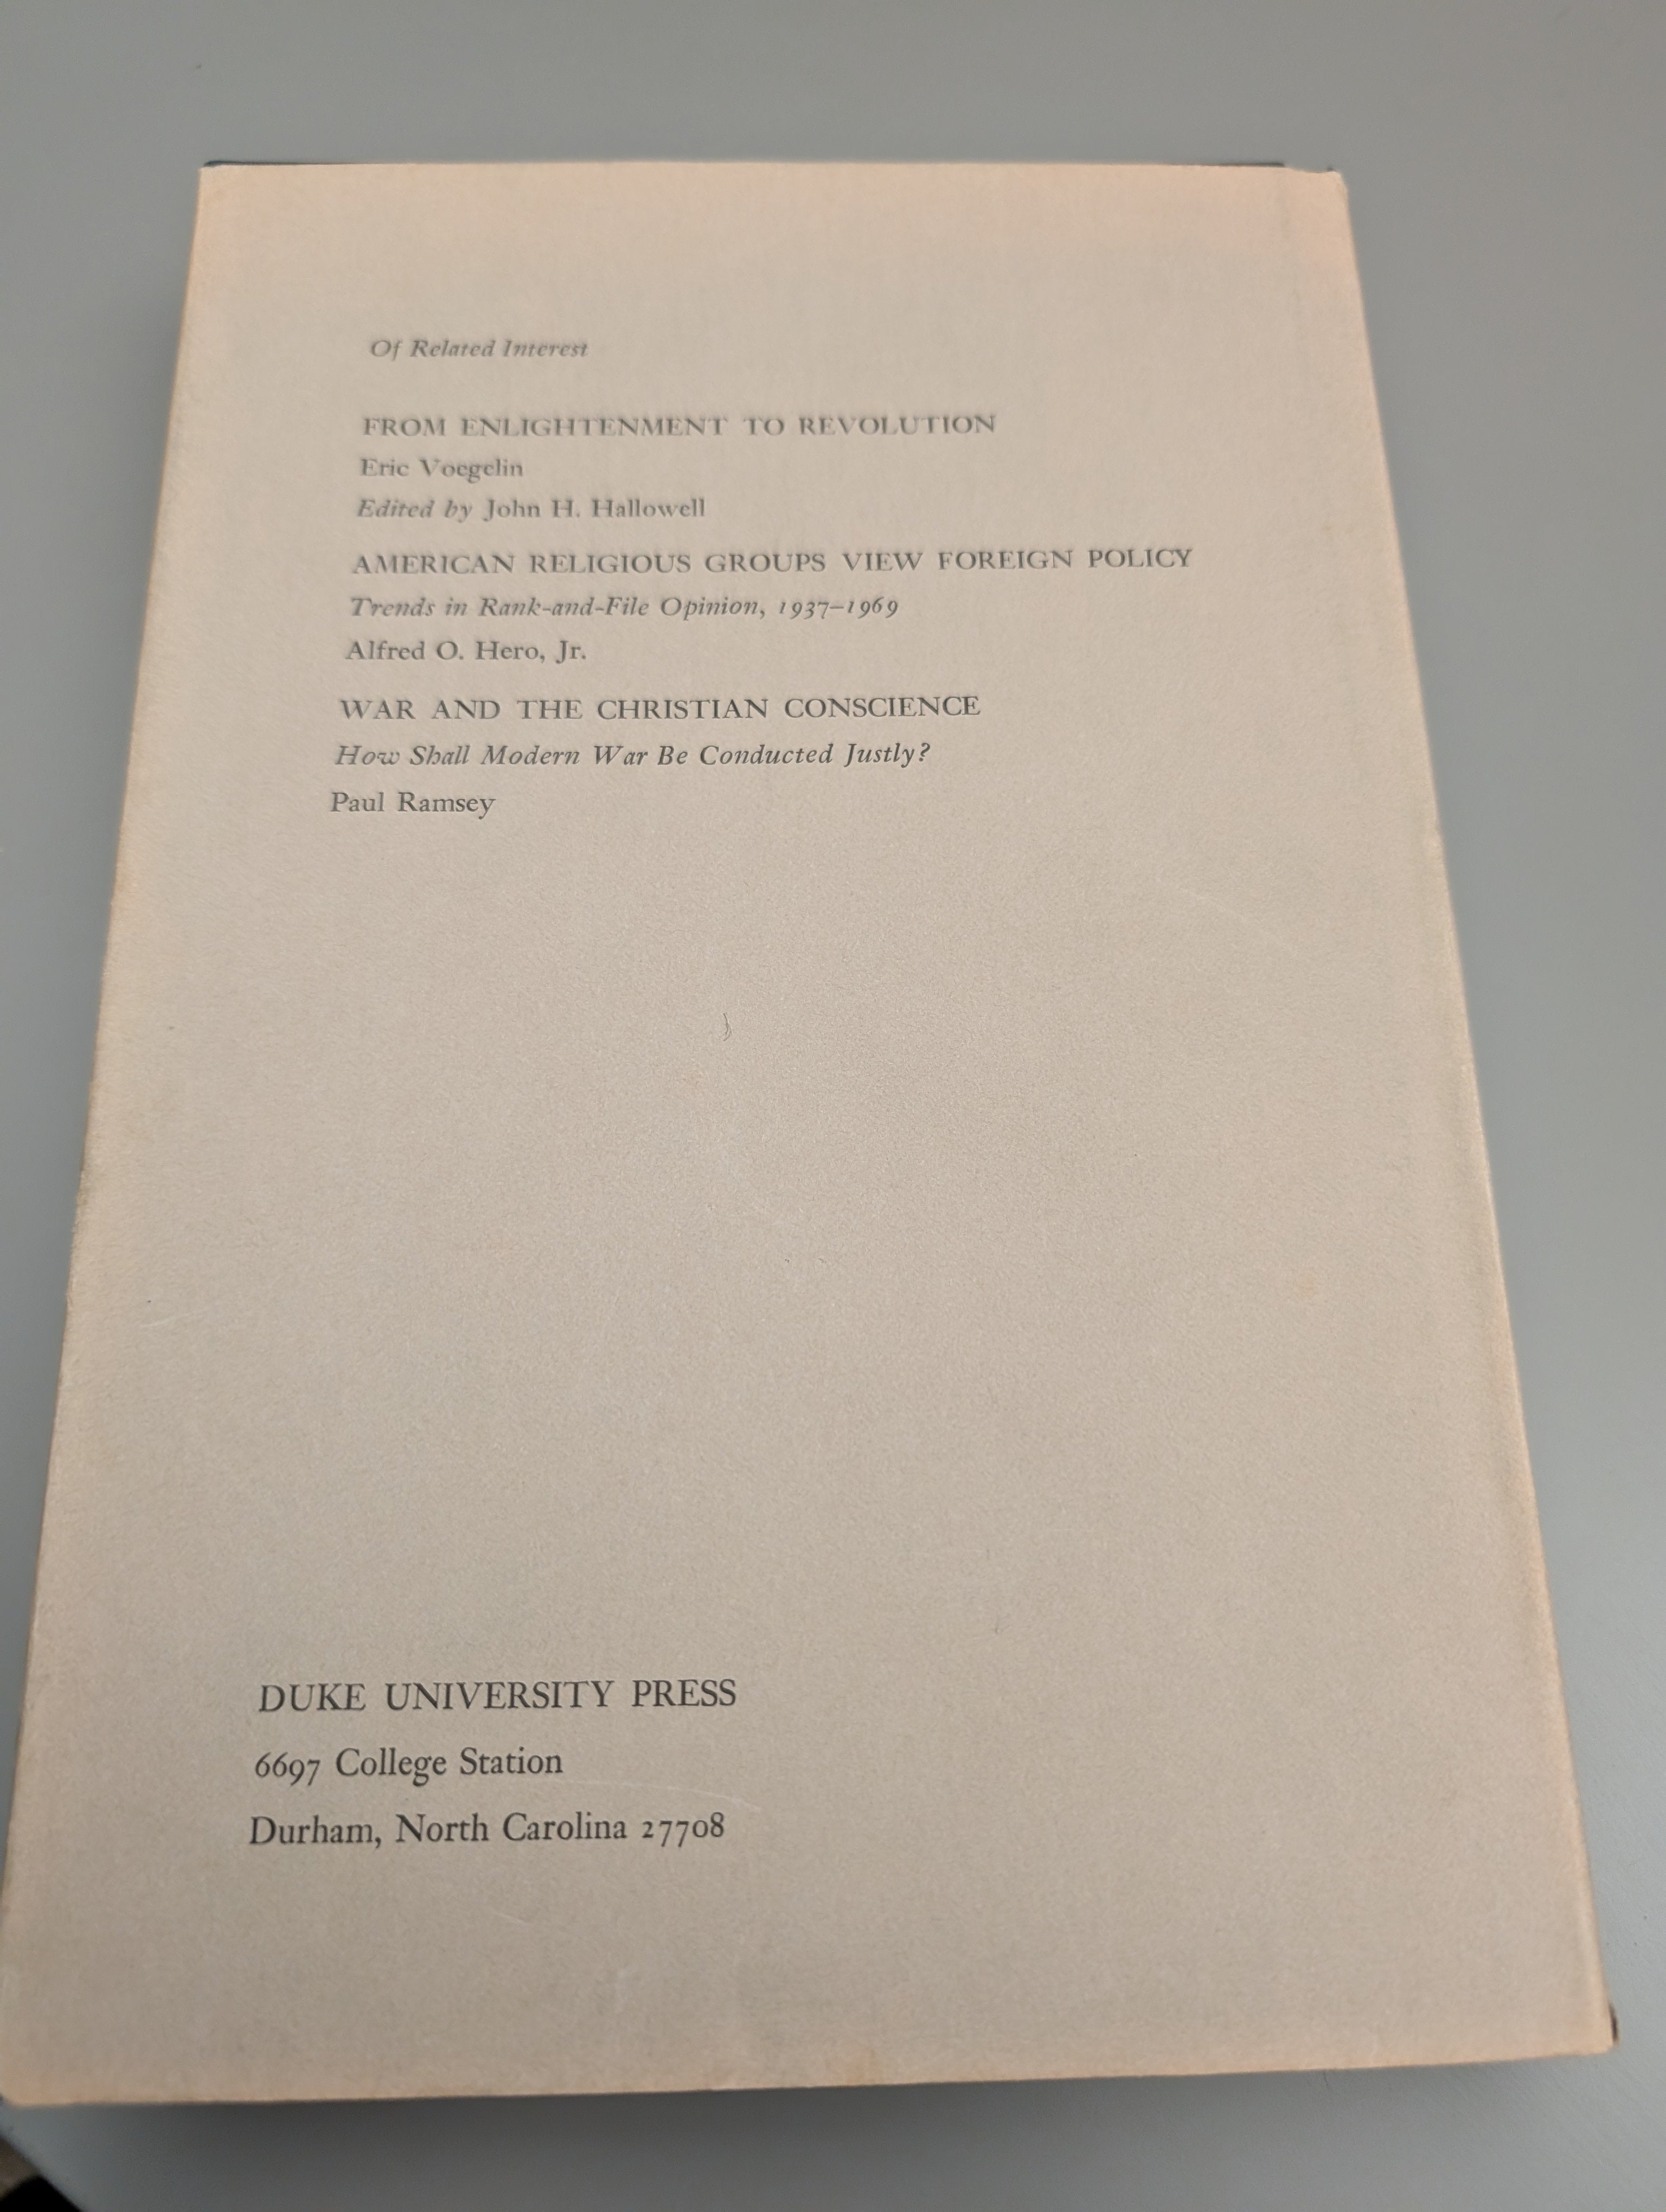 Of Related Interest
FROM ENLIGHTENMENT TO REVOLUTION
Eric Voegelin
Edited by John H. Hallowell
AMERICAN RELIGIOUS GROUPS VIEW FOREIGN POLICY
Trends in Rank-and-File Opinion, 1937–1969
Alfred O. Hero, Jr.
WAR AND THE CHRISTIAN CONSCIENCE
How Shall Modern War Be Conducted Justly?
Paul Ramsey
DUKE UNIVERSITY PRESS
6697 College Station
Durham, North Carolina 27708